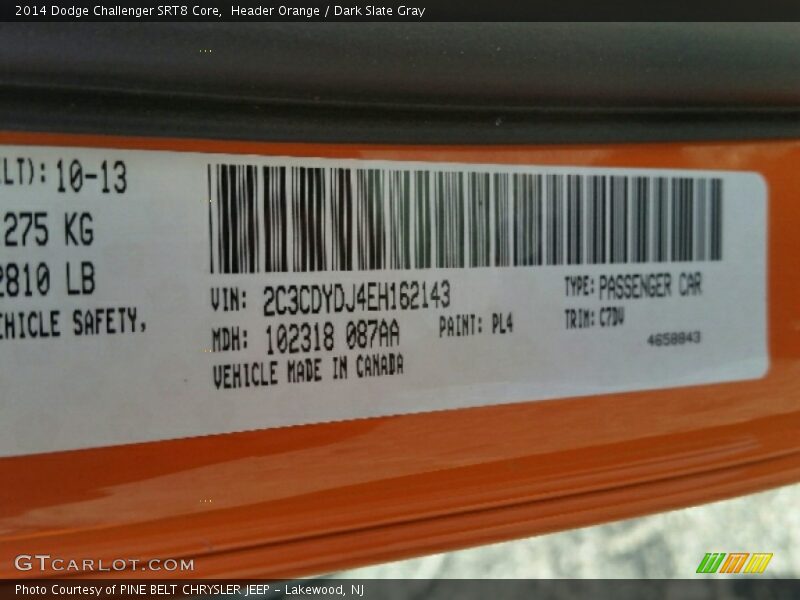 2014 Dodge Challenger SRT8 Core,  Header Orange / Dark Slate Gray
LT): 10-13
275 KG
2810 LB
EHICLE SAFETY,
VIN: 2C3CDYDJ4EH162143
TYPE: PASSENGER CAR
MDH: 102318 087AA
PAINT: PL4
TRIM: C7DV
VEHICLE MADE IN CANADA
4658843
GTCARLOT.COM
Photo Courtesy of PINE BELT CHRYSLER JEEP – Lakewood, NJ